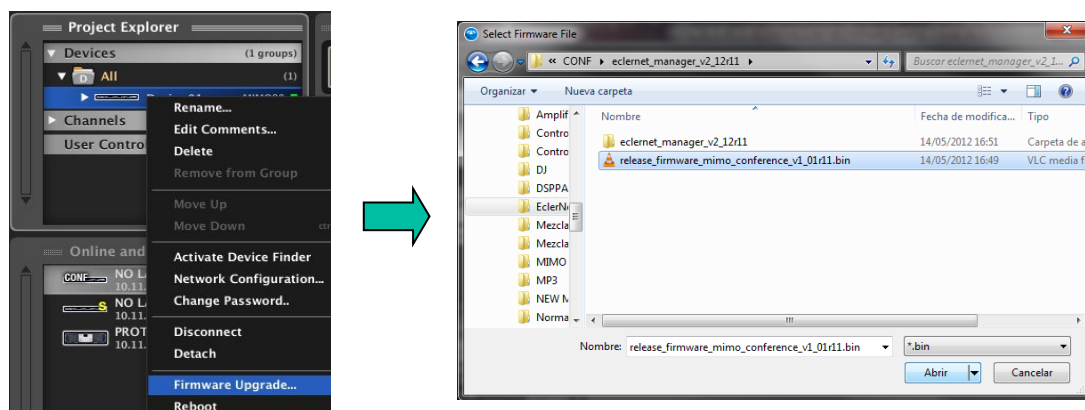 Project Explorer
Devices (1 groups)
All (1)
Channels
User Contro
Rename...
Edit Comments...
Delete
Remove from Group
Move Up
Move Down
Activate Device Finder
Network Configuration...
Change Password..
Disconnect
Detach
Firmware Upgrade...
Reboot
Online and
CONF NO L
10.11.
S NO L
10.11.
PROT
10.11.
Select Firmware File
« CONF eclernet_manager_v2_12r11
Buscar eclernet_manager_v2_1...
Organizar Nueva carpeta
Amplif
Contro
Contro
DJ
DSPPA
EclerN
Mezcla
Mezcla
MIMO
MP3
NEW M
Norma
Nombre Fecha de modifica... Tipo
eclernet_manager_v2_12r11 14/05/2012 16:51 Carpeta de a
release_firmware_mimo_conference_v1_01r11.bin 14/05/2012 16:49 VLC media f
Nombre: release_firmware_mimo_conference_v1_01r11.bin *.bin
Abrir Cancelar